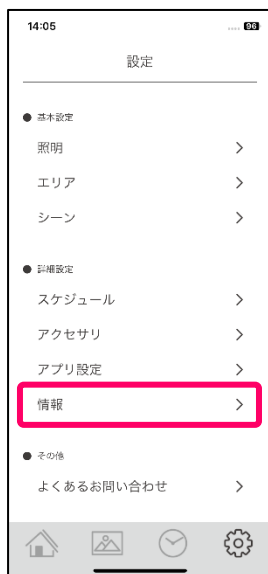 14:05
96
設定
基本設定
照明
エリア
シーン
詳細設定
スケジュール
アクセサリ
アプリ設定
情報
その他
よくあるお問い合わせ